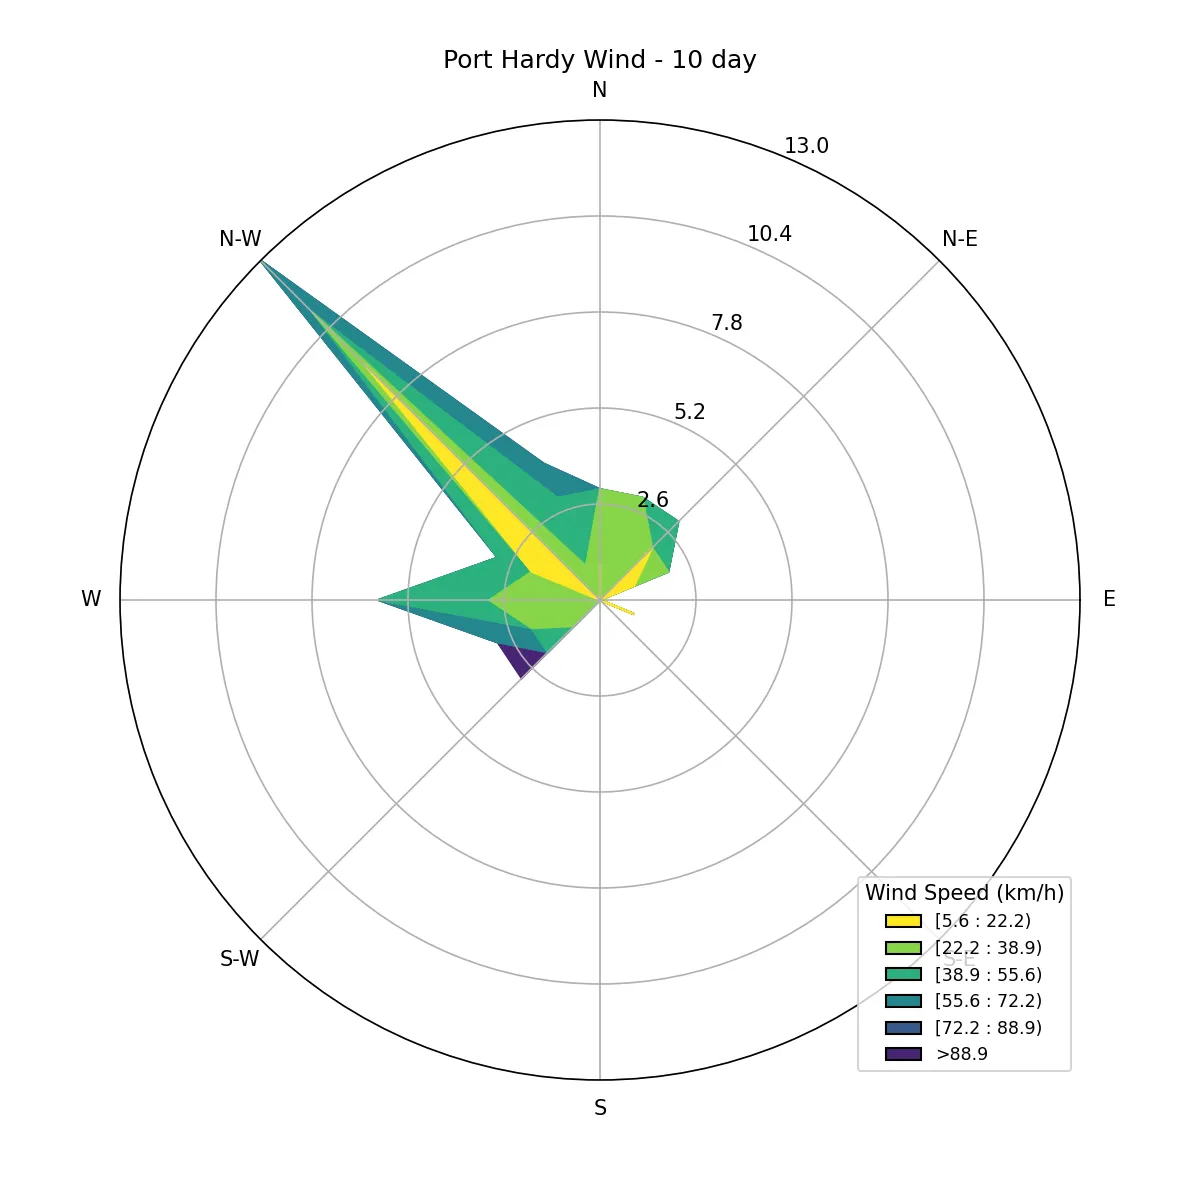 Port Hardy Wind - 10 day
N
13.0
10.4
N-W
N-E
7.8
5.2
2.6
W
E
S-W
S-E
S
Wind Speed (km/h)
[5.6 : 22.2)
[22.2 : 38.9)
[38.9 : 55.6)
[55.6 : 72.2)
[72.2 : 88.9)
>88.9